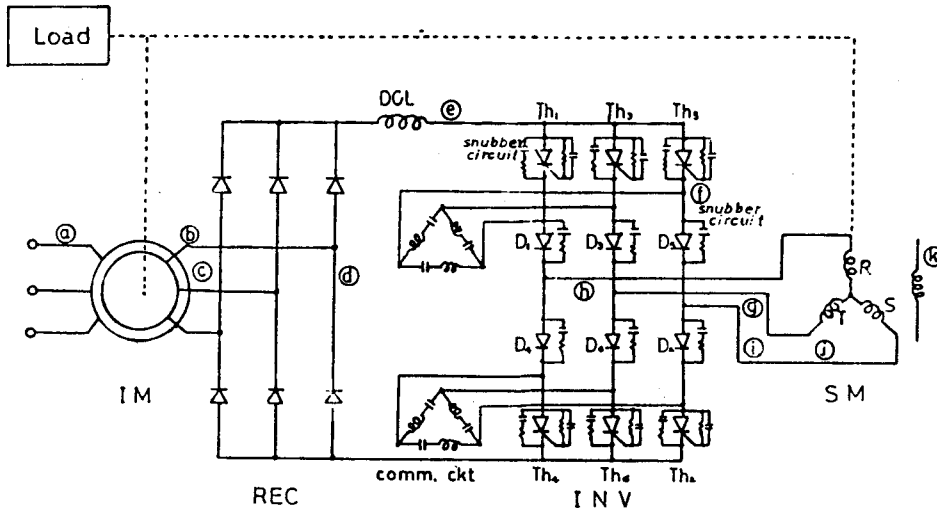 Load
DCL ⓔ Th₁ Th₃ Th₅
snubber circuit
ⓕ
snubber circuit
ⓐ ⓑ
ⓒ ⓓ
D₁ D₃ D₅
ⓚ
R
ⓗ ⓖ
T S
D₄ D₆ D₂ ⓘ ⓙ
IM SM
comm. ckt Th₄ Th₆ Th₂
REC INV